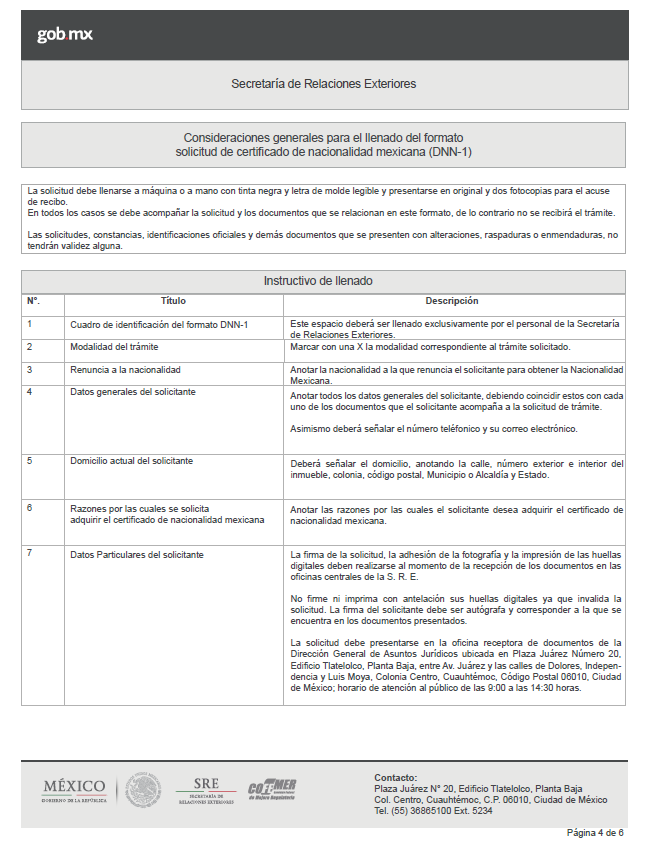 gob.mx
Secretaría de Relaciones Exteriores
Consideraciones generales para el llenado del formato
solicitud de certificado de nacionalidad mexicana (DNN-1)
La solicitud debe llenarse a máquina o a mano con tinta negra y letra de molde legible y presentarse en original y dos fotocopias para el acuse
de recibo.
En todos los casos se debe acompañar la solicitud y los documentos que se relacionan en este formato, de lo contrario no se recibirá el trámite.
Las solicitudes, constancias, identificaciones oficiales y demás documentos que se presenten con alteraciones, raspaduras o enmendaduras, no
tendrán validez alguna.
Instructivo de llenado
N°. Título Descripción
1 Cuadro de identificación del formato DNN-1 Este espacio deberá ser llenado exclusivamente por el personal de la Secretaría
de Relaciones Exteriores.
2 Modalidad del trámite Marcar con una X la modalidad correspondiente al trámite solicitado.
3 Renuncia a la nacionalidad Anotar la nacionalidad a la que renuncia el solicitante para obtener la Nacionalidad
Mexicana.
4 Datos generales del solicitante Anotar todos los datos generales del solicitante, debiendo coincidir estos con cada
uno de los documentos que el solicitante acompaña a la solicitud de trámite.
Asimismo deberá señalar el número teléfonico y su correo electrónico.
5 Domicilio actual del solicitante Deberá señalar el domicilio, anotando la calle, número exterior e interior del
inmueble, colonia, código postal, Municipio o Alcaldía y Estado.
6 Razones por las cuales se solicita Anotar las razones por las cuales el solicitante desea adquirir el certificado de
adquirir el certificado de nacionalidad mexicana nacionalidad mexicana.
7 Datos Particulares del solicitante La firma de la solicitud, la adhesión de la fotografía y la impresión de las huellas
digitales deben realizarse al momento de la recepción de los documentos en las
oficinas centrales de la S. R. E.
No firme ni imprima con antelación sus huellas digitales ya que invalida la
solicitud. La firma del solicitante debe ser autógrafa y corresponder a la que se
encuentra en los documentos presentados.
La solicitud debe presentarse en la oficina receptora de documentos de la
Dirección General de Asuntos Jurídicos ubicada en Plaza Juárez Número 20,
Edificio Tlatelolco, Planta Baja, entre Av. Juárez y las calles de Dolores, Indepen-
dencia y Luis Moya, Colonia Centro, Cuauhtémoc, Código Postal 06010, Ciudad
de México; horario de atención al público de las 9:00 a las 14:30 horas.
MÉXICO
GOBIERNO DE LA REPÚBLICA
SRE
SECRETARÍA DE
RELACIONES EXTERIORES
COFEMER
de Mejora Regulatoria
Contacto:
Plaza Juárez N° 20, Edificio Tlatelolco, Planta Baja
Col. Centro, Cuauhtémoc, C.P. 06010, Ciudad de México
Tel. (55) 36865100 Ext. 5234
Página 4 de 6